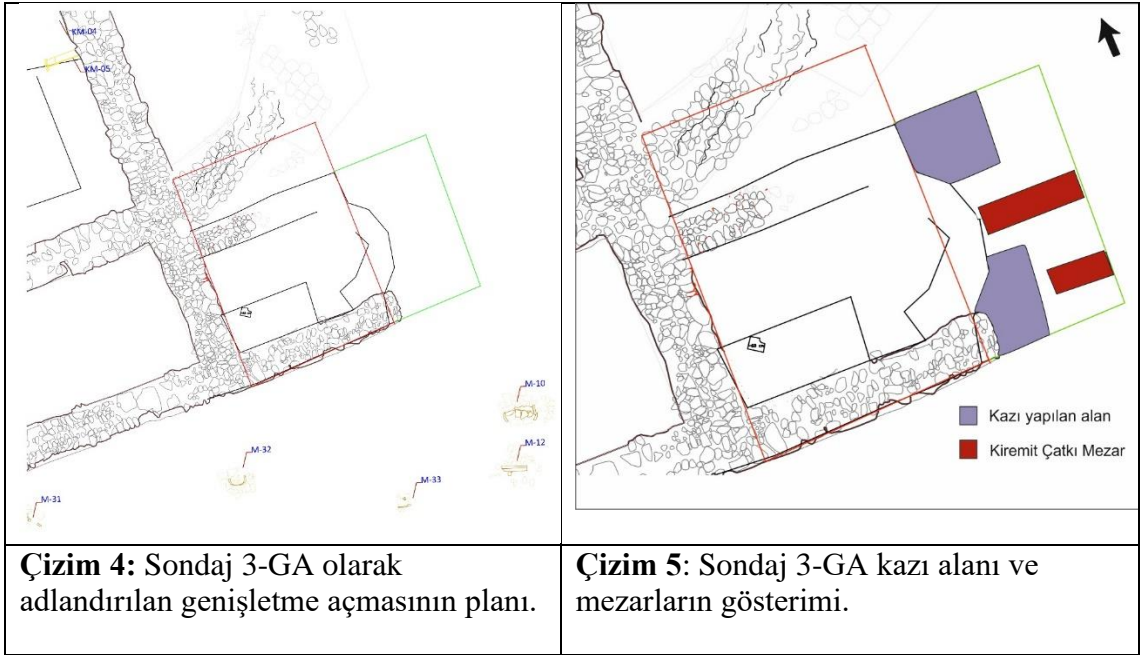 KM-04
KM-05
M-10
M-12
M-32
M-33
M-31
Kazı yapılan alan
Kiremit Çatkı Mezar
Çizim 4: Sondaj 3-GA olarak
adlandırılan genişletme açmasının planı.
Çizim 5: Sondaj 3-GA kazı alanı ve
mezarların gösterimi.